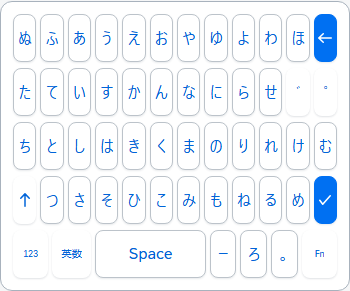 ぬ ふ あ う え お や ゆ よ わ ほ ←
た て い す か ん な に ら せ ゛ ゜
ち と し は き く ま の り れ け む
↑ つ さ そ ひ こ み も ね る め ✓
123 英数 Space ー ろ 。 Fn